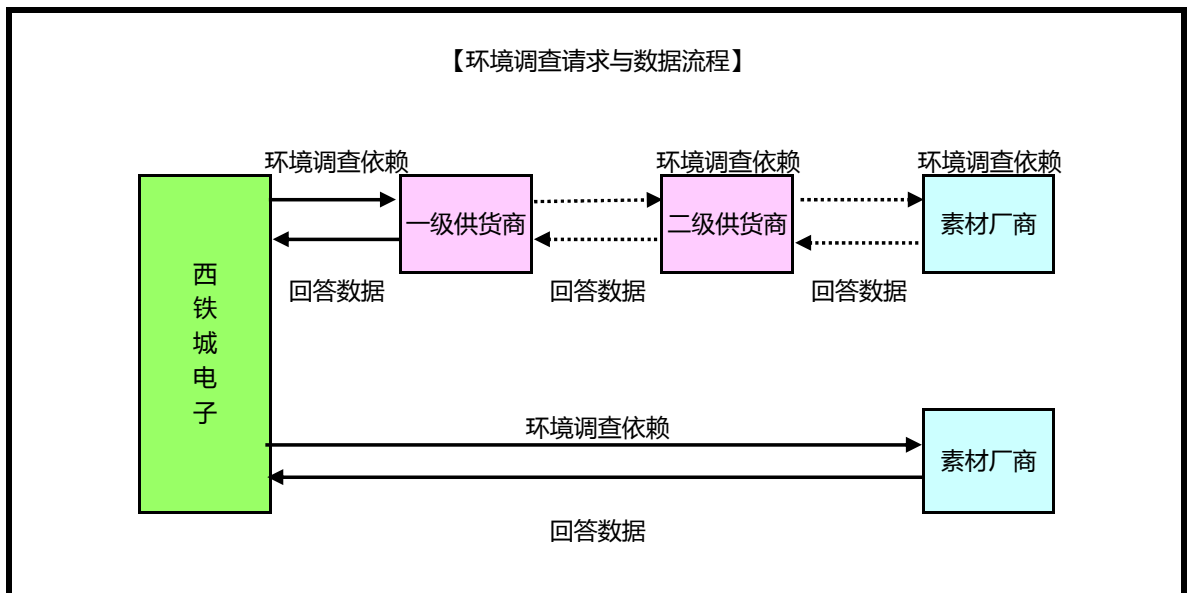 【环境调查请求与数据流程】
环境调查依赖
环境调查依赖
环境调查依赖
一级供货商
二级供货商
素材厂商
回答数据
回答数据
回答数据
西
铁
城
电
子
环境调查依赖
素材厂商
回答数据